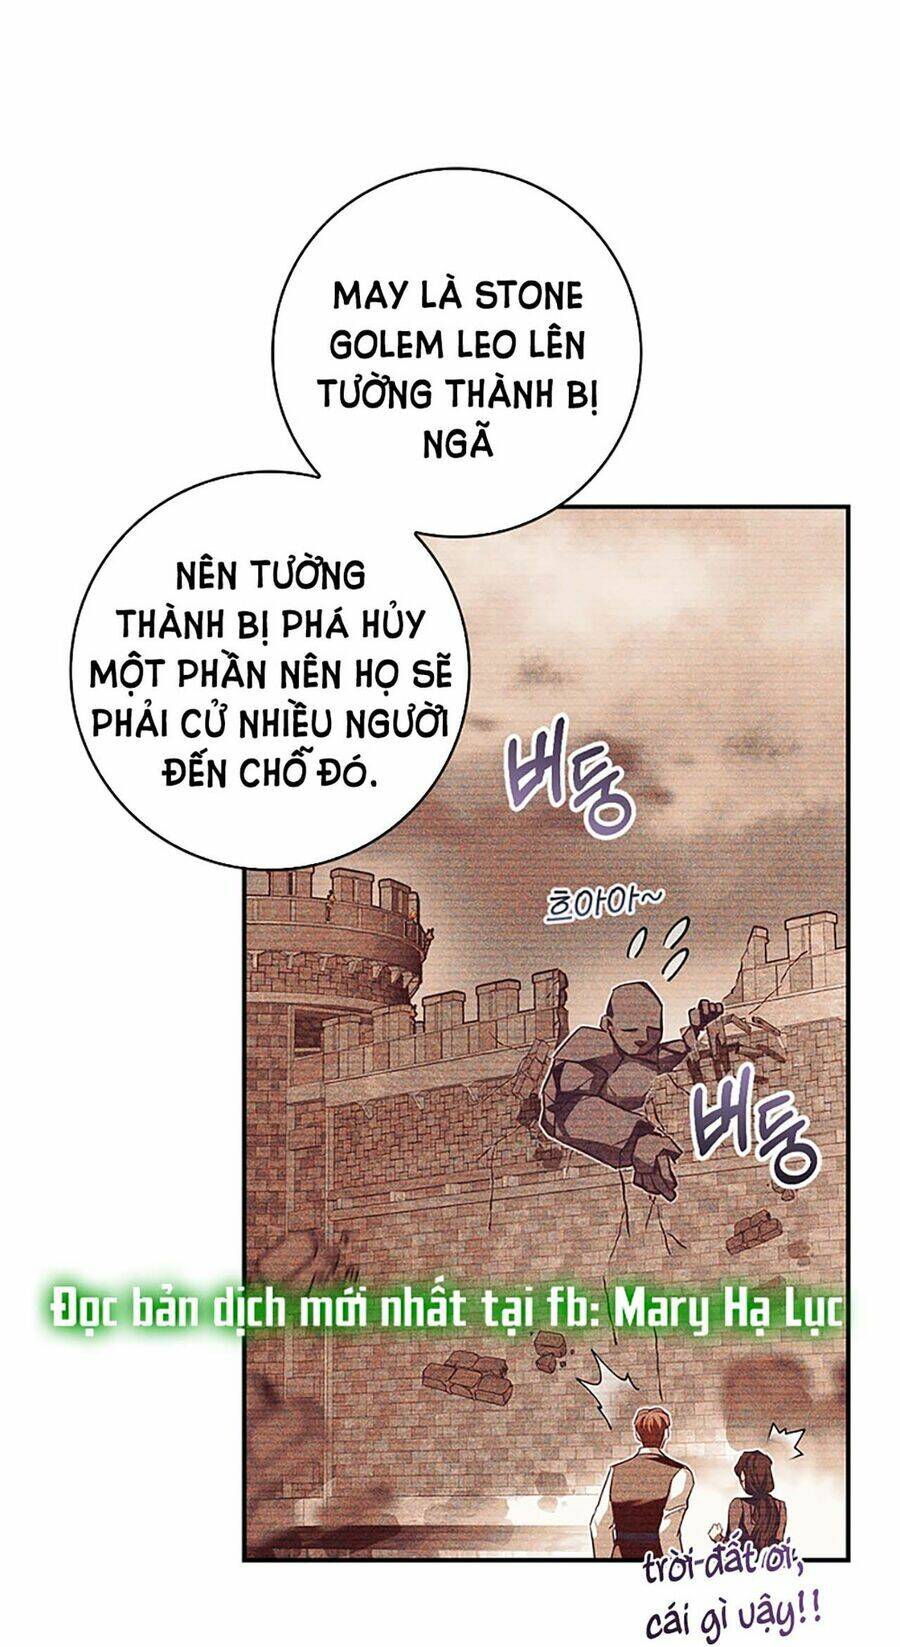 MAY LÀ STONE
GOLEM LEO LÊN
TƯỜNG THÀNH BỊ
NGÃ
NÊN TƯỜNG
THÀNH BỊ PHÁ HỦY
MỘT PHẦN NÊN HỌ SẼ
PHẢI CỬ NHIỀU NGƯỜI
ĐẾN CHỖ ĐÓ.
버둥
흐아아~
버둥
Đọc bản dịch mới nhất tại fb: Mary Hạ Lục
trời đất ơi,
cái gì vậy!!